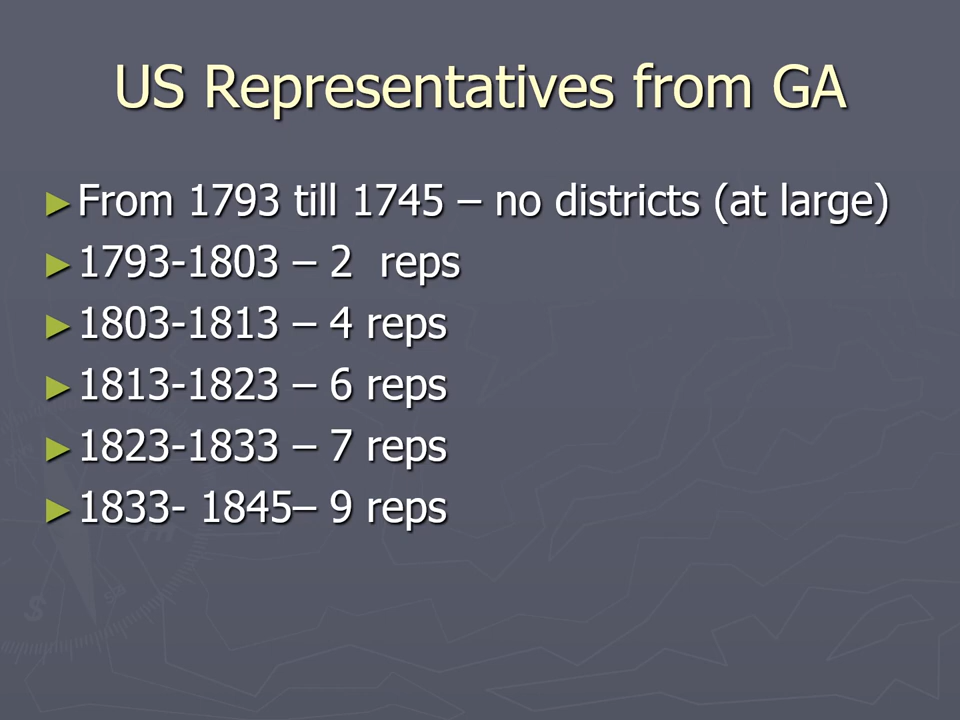 US Representatives from GA
► From 1793 till 1745 – no districts (at large)
► 1793-1803 – 2  reps
► 1803-1813 – 4 reps
► 1813-1823 – 6 reps
► 1823-1833 – 7 reps
► 1833- 1845– 9 reps